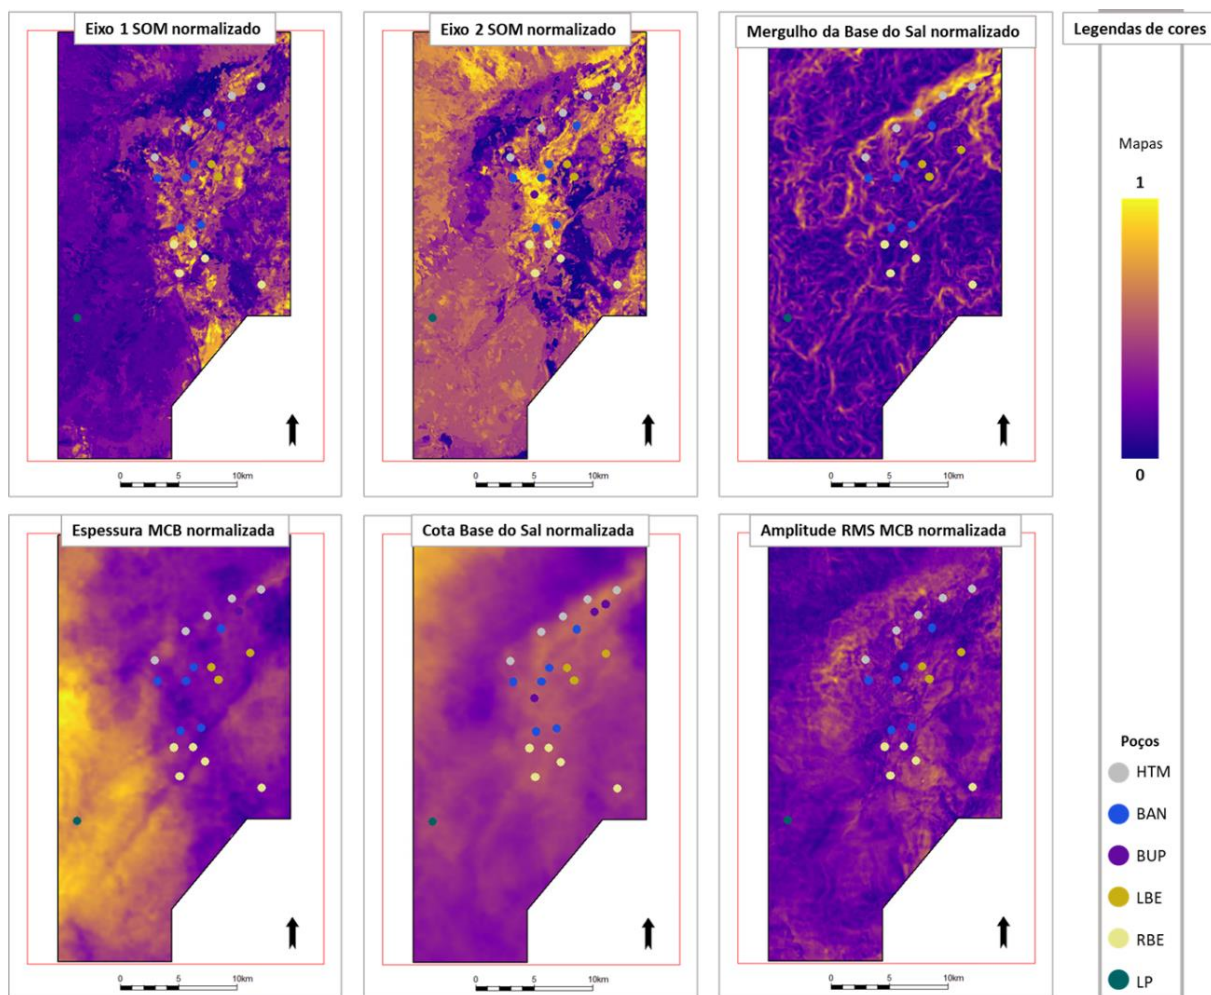 Eixo 1 SOM normalizado
Eixo 2 SOM normalizado
Mergulho da Base do Sal normalizado
Legendas de cores
Mapas
1
0
0 5 10km
0 5 10km
0 5 10km
Espessura MCB normalizada
Cota Base do Sal normalizada
Amplitude RMS MCB normalizada
Poços
HTM
BAN
BUP
LBE
RBE
LP
0 5 10km
0 5 10km
0 5 10km